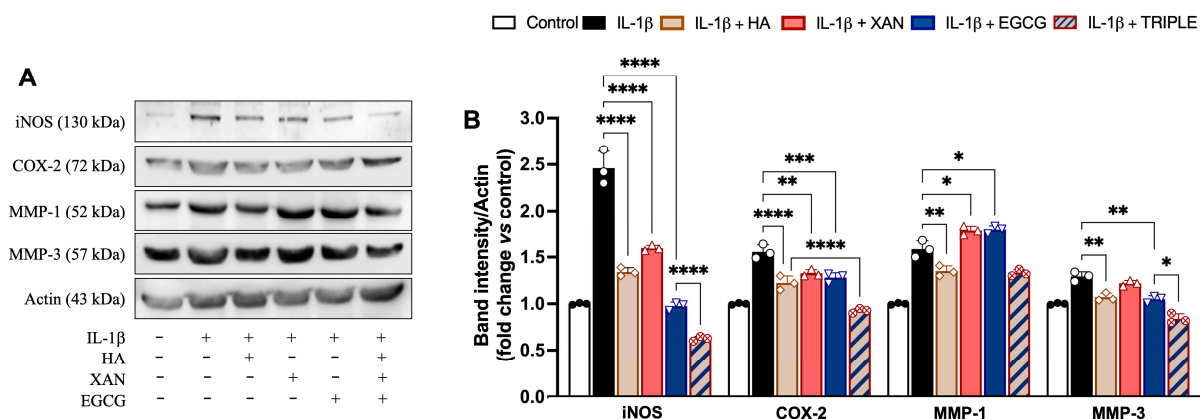 Control IL-1β IL-1β + HA IL-1β + XAN IL-1β + EGCG IL-1β + TRIPLE
A
iNOS (130 kDa)
COX-2 (72 kDa)
MMP-1 (52 kDa)
MMP-3 (57 kDa)
Actin (43 kDa)
IL-1β - + + + + +
HA - - + - - +
XAN - - - + - +
EGCG - - - - + +
B
Band intensity/Actin
(fold change vs control)
3.0
2.5
2.0
1.5
1.0
0.5
0.0
****
****
****
****
***
**
****
****
*
*
**
**
**
*
iNOS COX-2 MMP-1 MMP-3